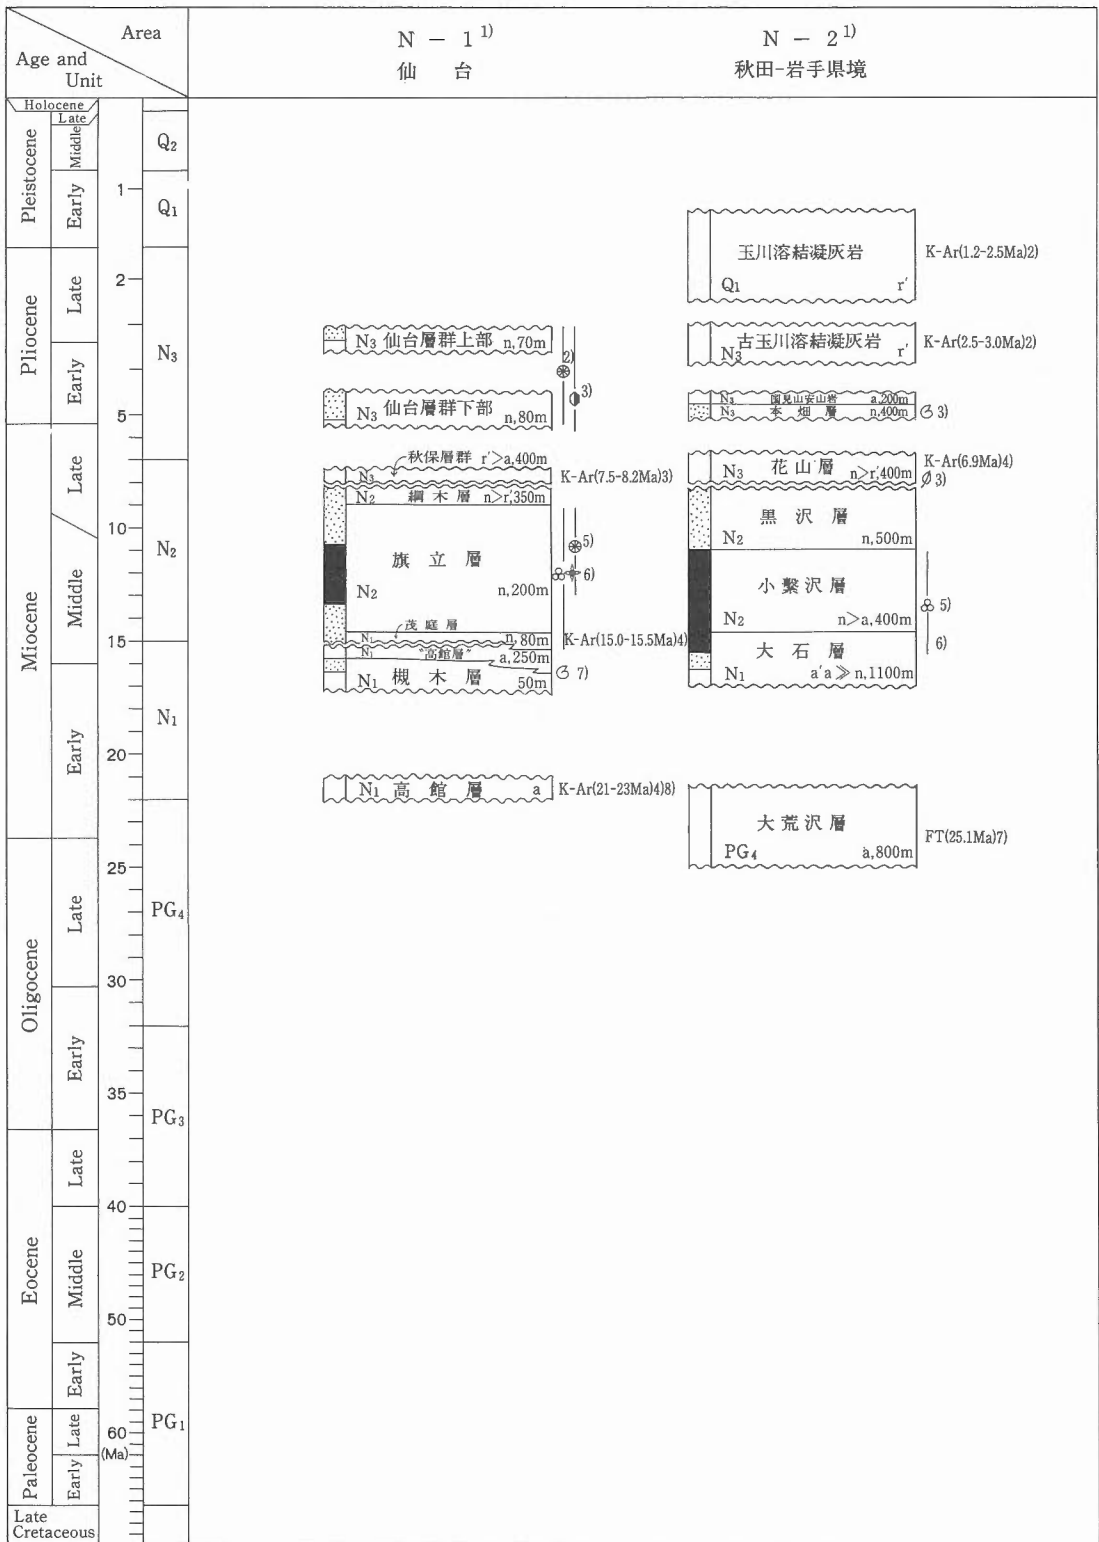 Area
Age and
Unit
N - 1 1)
仙 台
N - 2 1)
秋田-岩手県境
Holocene
Late
Pleistocene
Middle
Early
1
Q2
Q1
Pliocene
Late
Early
2
5
N3
Miocene
Late
Middle
Early
10
15
20
N2
N1
Oligocene
Late
Early
25
30
35
PG4
PG3
Eocene
Late
Middle
Early
40
50
PG2
Paleocene
Late
Early
60
(Ma)
PG1
Late
Cretaceous
N3 仙台層群上部 n,70m
2)
3)
N3 仙台層群下部 n,80m
秋保層群 r'>a,400m
N3
K-Ar(7.5-8.2Ma)3)
N2 綱木層 n>r',350m
旗 立 層
N2 n,200m
5)
6)
茂庭層
N1 n,80m
K-Ar(15.0-15.5Ma)4)
N1 "高館層" a,250m
N1 槻 木 層 50m
7)
N1 高 館 層 a
K-Ar(21-23Ma)4)8)
玉川溶結凝灰岩
Q1 r'
K-Ar(1.2-2.5Ma)2)
古玉川溶結凝灰岩
N3 r'
K-Ar(2.5-3.0Ma)2)
N3 国見山安山岩 a,200m
N3 本 畑 層 n,400m
3)
N3 花 山 層 n>r',400m
K-Ar(6.9Ma)4)
3)
黒 沢 層
N2 n,500m
小 繋 沢 層
N2 n>a,400m
5)
6)
大 石 層
N1 a'a≫n,1100m
大 荒 沢 層
PG4 a,800m
FT(25.1Ma)7)